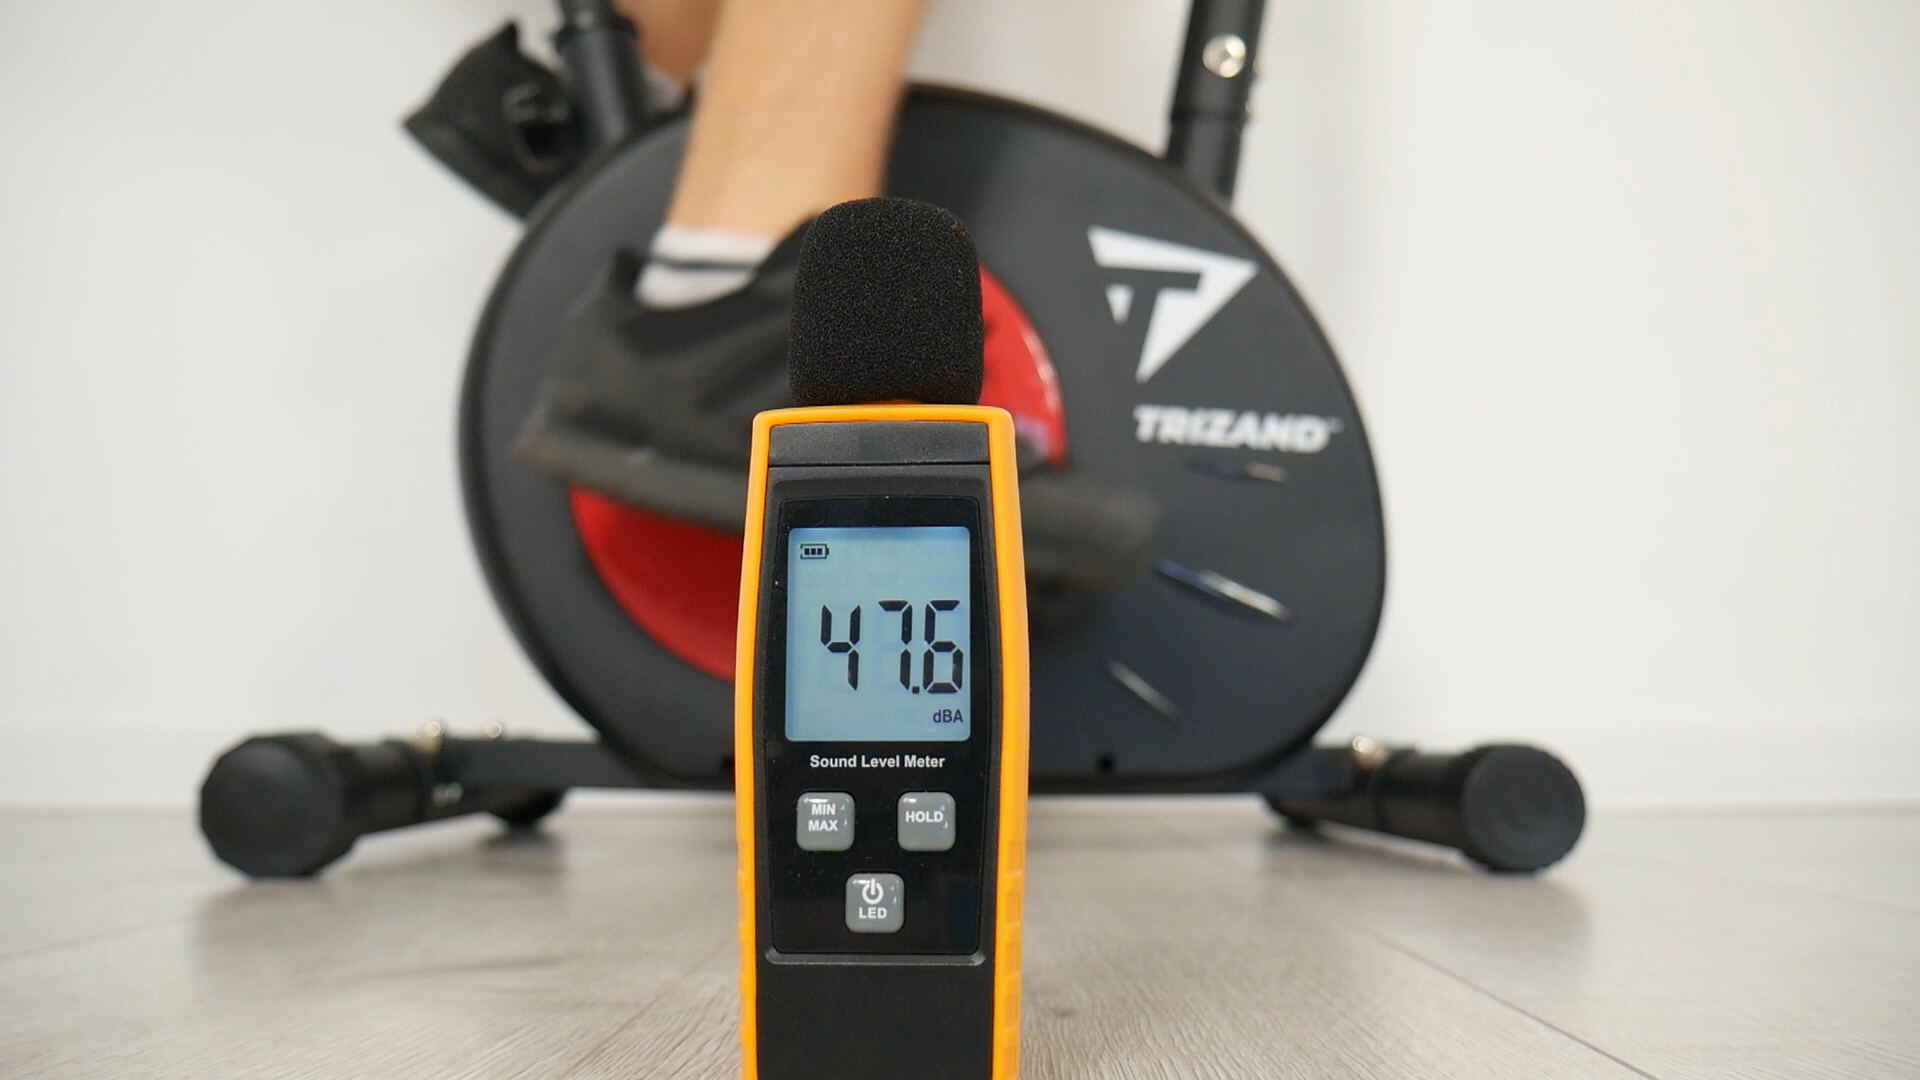 TRIZAND
47.6
dBA
Sound Level Meter
MIN
MAX
HOLD
LED